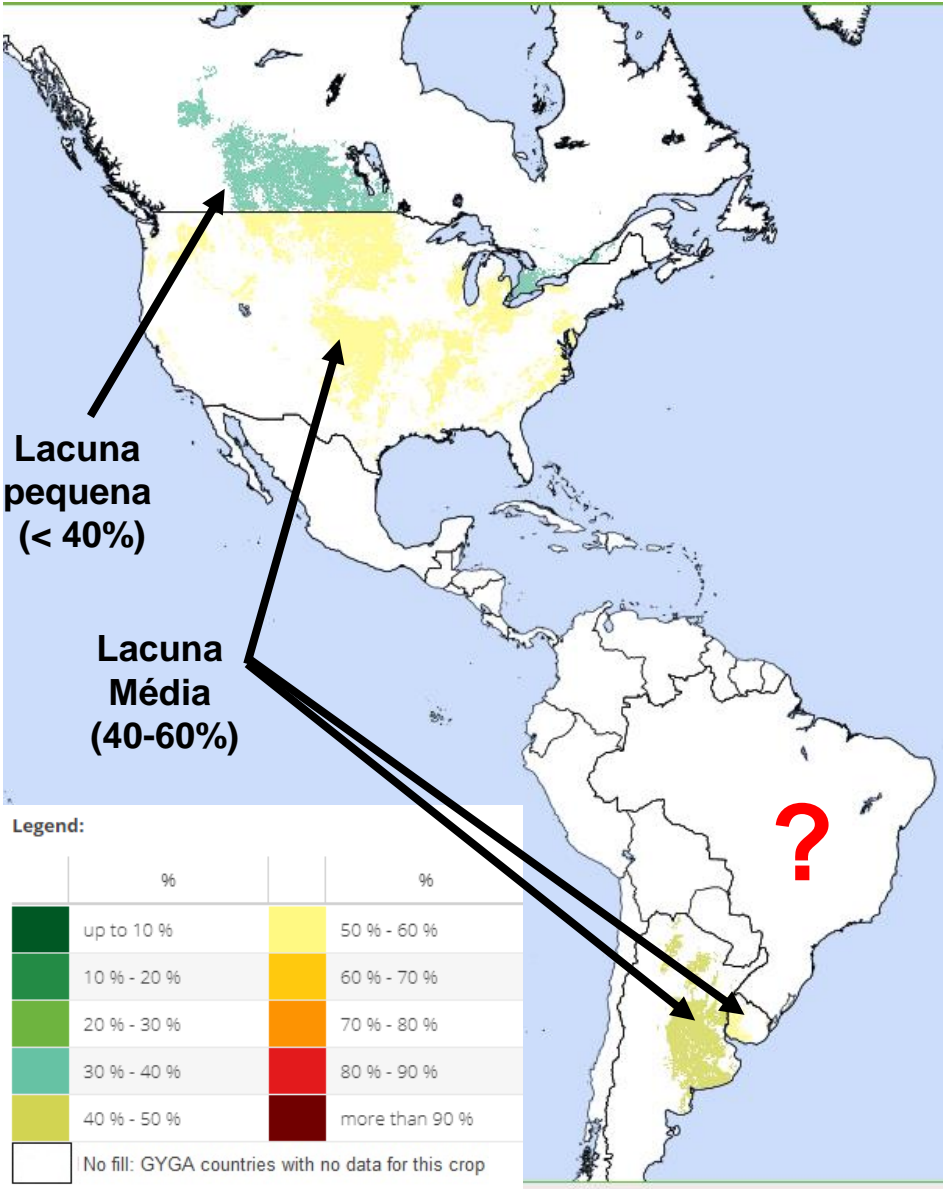 Lacuna
pequena
(< 40%)
Lacuna
Média
(40-60%)
?
Legend:
% %
up to 10 % 50 % - 60 %
10 % - 20 % 60 % - 70 %
20 % - 30 % 70 % - 80 %
30 % - 40 % 80 % - 90 %
40 % - 50 % more than 90 %
No fill: GYGA countries with no data for this crop